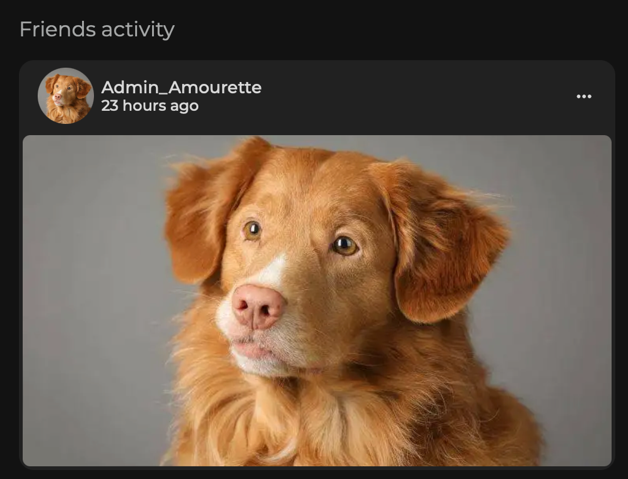 Friends activity
Admin_Amourette
23 hours ago